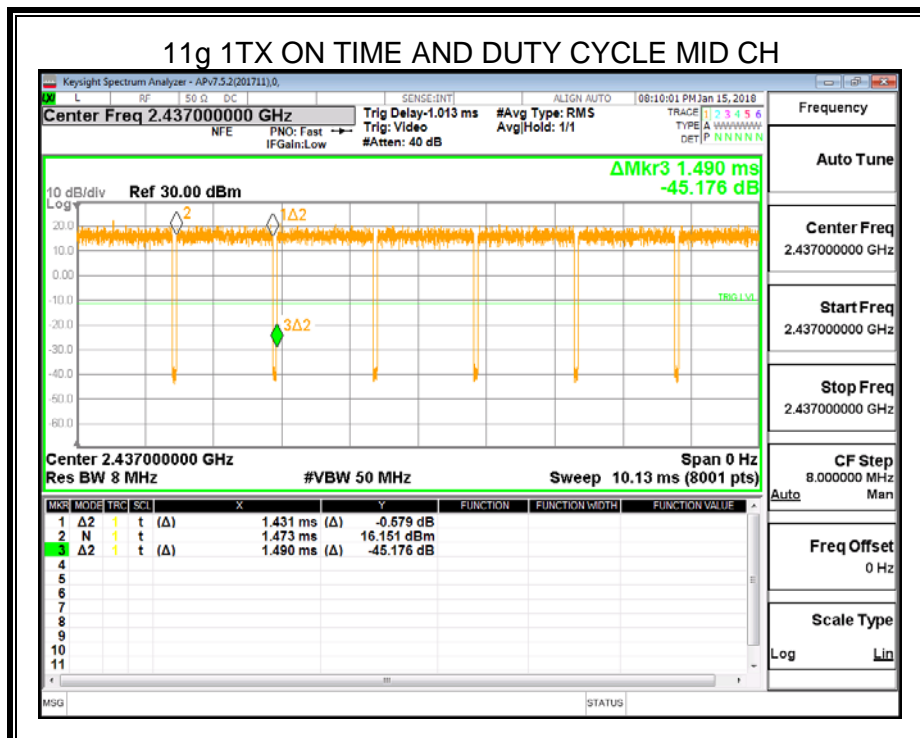 11g 1TX ON TIME AND DUTY CYCLE MID CH
Keysight Spectrum Analyzer - APv7.5.2(201711),0,
L RF 50 Ω DC SENSE:INT ALIGN AUTO 08:10:01 PM Jan 15, 2018
Center Freq 2.437000000 GHz
NFE PNO: Fast IFGain:Low
Trig Delay-1.013 ms #Avg Type: RMS
Trig: Video Avg|Hold: 1/1
#Atten: 40 dB
TRACE 1 2 3 4 5 6
TYPE A WWWWW
DET P N N N N N
ΔMkr3 1.490 ms
-45.176 dB
10 dB/div Ref 30.00 dBm
Log
20.0
10.0
0.00
-10.0
-20.0
-30.0
-40.0
-50.0
-60.0
2
1Δ2
3Δ2
TRIG LVL
Center 2.437000000 GHz Span 0 Hz
Res BW 8 MHz #VBW 50 MHz Sweep 10.13 ms (8001 pts)
MKR MODE TRC SCL X Y FUNCTION FUNCTION WIDTH FUNCTION VALUE
1 Δ2 1 t (Δ) 1.431 ms (Δ) -0.579 dB
2 N 1 t 1.473 ms 16.151 dBm
3 Δ2 1 t (Δ) 1.490 ms (Δ) -45.176 dB
4
5
6
7
8
9
10
11
MSG STATUS
Frequency
Auto Tune
Center Freq
2.437000000 GHz
Start Freq
2.437000000 GHz
Stop Freq
2.437000000 GHz
CF Step
8.000000 MHz
Auto Man
Freq Offset
0 Hz
Scale Type
Log Lin